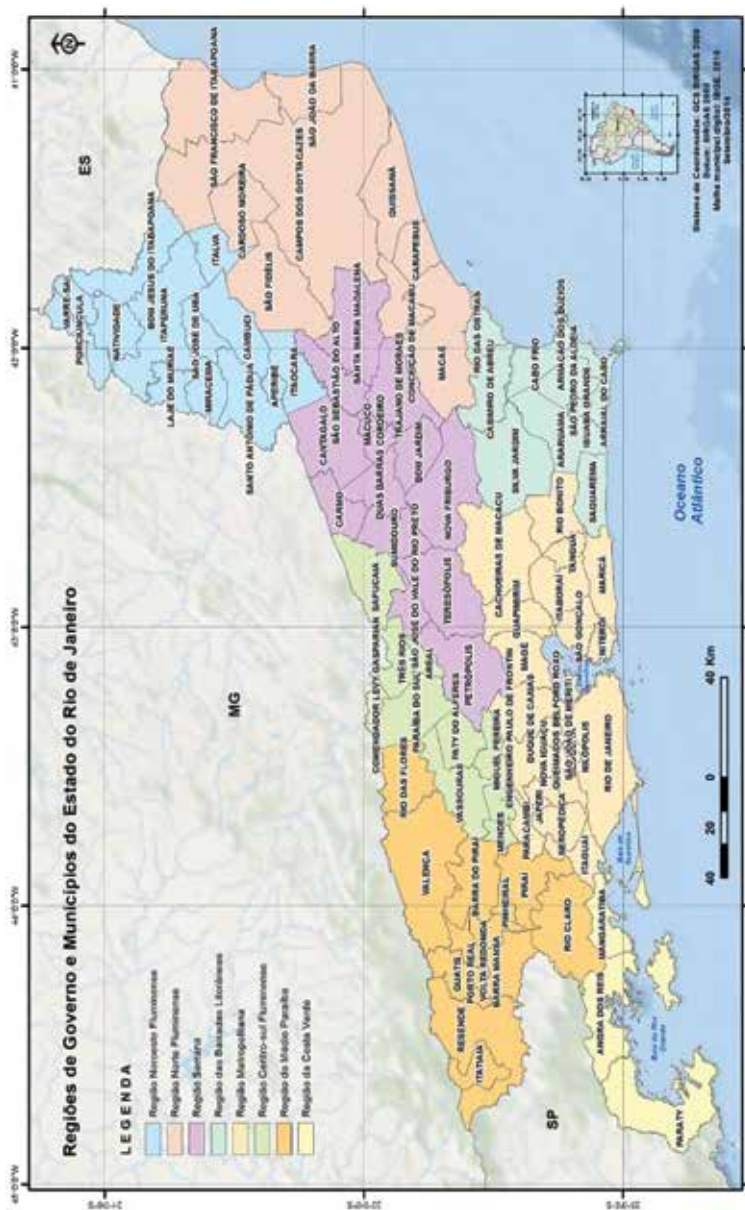 Regiões de Governo e Municípios do Estado do Rio de Janeiro
LEGENDA
Região Noroeste Fluminense
Região Norte Fluminense
Região Serrana
Região das Baixadas Litorâneas
Região Metropolitana
Região Centro-sul Fluminense
Região do Médio Paraíba
Região da Costa Verde
N
ES
MG
SP
VARRE-SAI
PORCIÚNCULA
NATIVIDADE
BOM JESUS DO ITABAPOANA
ITAPERUNA
LAJE DO MURIAÉ
SÃO JOSÉ DE UBÁ
MIRACEMA
ITALVA
SANTO ANTÔNIO DE PÁDUA
CAMBUCI
APERIBÉ
ITAOCARA
SÃO FRANCISCO DE ITABAPOANA
CARDOSO MOREIRA
CAMPOS DOS GOYTACAZES
SÃO JOÃO DA BARRA
SÃO FIDÉLIS
QUISSAMÃ
CARAPEBUS
CONCEIÇÃO DE MACABU
MACAÉ
CANTAGALO
SÃO SEBASTIÃO DO ALTO
SANTA MARIA MADALENA
CARMO
MACUCO
DUAS BARRAS
CORDEIRO
TRAJANO DE MORAES
BOM JARDIM
SUMIDOURO
NOVA FRIBURGO
SÃO JOSÉ DO VALE DO RIO PRETO
TERESÓPOLIS
PETRÓPOLIS
RIO DAS OSTRAS
CASIMIRO DE ABREU
SILVA JARDIM
CABO FRIO
ARMAÇÃO DOS BÚZIOS
SÃO PEDRO DA ALDEIA
IGUABA GRANDE
ARARUAMA
ARRAIAL DO CABO
SAQUAREMA
CACHOEIRAS DE MACACU
RIO BONITO
TANGUÁ
ITABORAÍ
MARICÁ
GUAPIMIRIM
SÃO GONÇALO
NITERÓI
MAGÉ
DUQUE DE CAXIAS
NOVA IGUAÇU
BELFORD ROXO
QUEIMADOS
SÃO JOÃO DE MERITI
NILÓPOLIS
RIO DE JANEIRO
JAPERI
PARACAMBI
SEROPÉDICA
ITAGUAÍ
COMENDADOR LEVY GASPARIAN
SAPUCAIA
TRÊS RIOS
PARAÍBA DO SUL
AREAL
PATY DO ALFERES
VASSOURAS
MIGUEL PEREIRA
ENGENHEIRO PAULO DE FRONTIN
MENDES
RIO DAS FLORES
VALENÇA
BARRA DO PIRAÍ
PINHEIRAL
PIRAÍ
RIO CLARO
QUATIS
PORTO REAL
VOLTA REDONDA
BARRA MANSA
RESENDE
ITATIAIA
MANGARATIBA
ANGRA DOS REIS
PARATY
Oceano
Atlântico
40 20 0 40 Km
Sistema de Coordenadas: GCS SIRGAS 2000
Datum: SIRGAS 2000